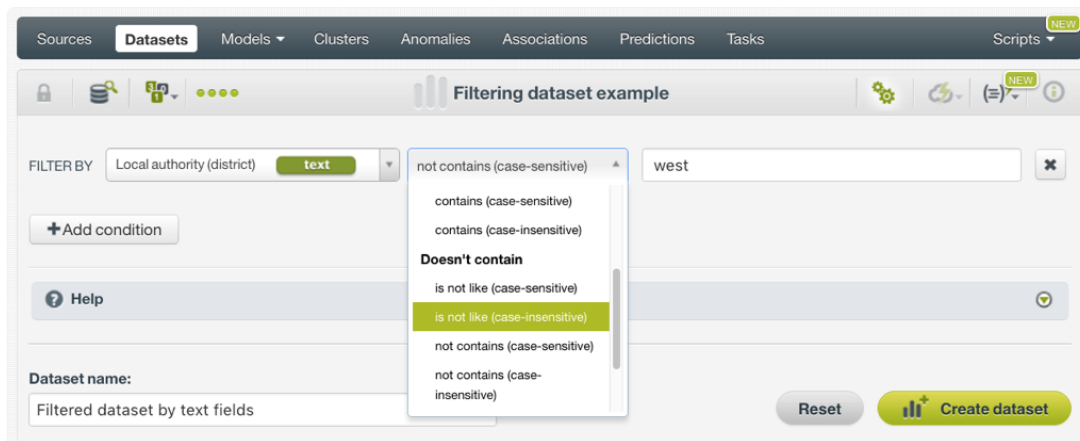 NEW
Sources Datasets Models Clusters Anomalies Associations Predictions Tasks Scripts
NEW
Filtering dataset example
FILTER BY Local authority (district) text not contains (case-sensitive) west
contains (case-sensitive)
+Add condition contains (case-insensitive)
Doesn't contain
Help is not like (case-sensitive)
is not like (case-insensitive)
not contains (case-sensitive)
not contains (case-
insensitive)
Dataset name:
Filtered dataset by text fields Reset Create dataset